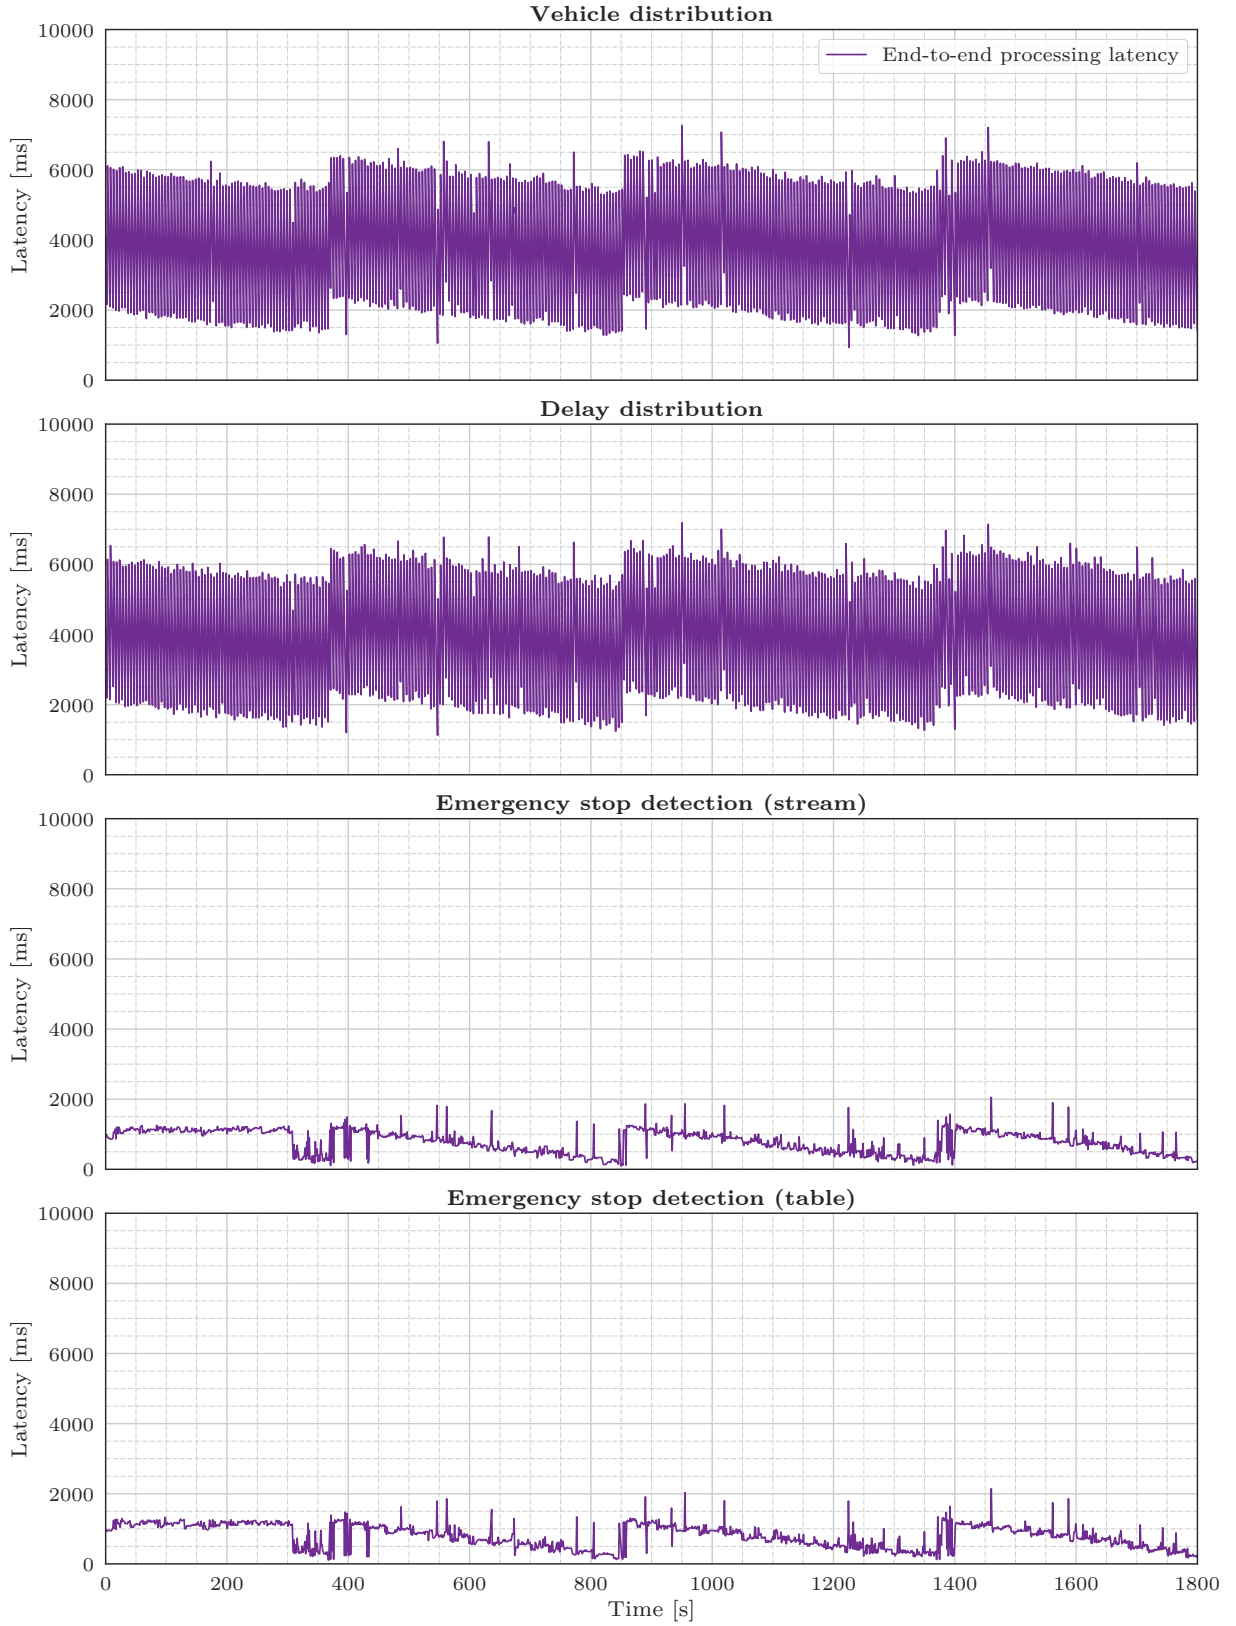 Vehicle distribution
End-to-end processing latency
10000
8000
6000
4000
2000
0
Latency [ms]
Delay distribution
10000
8000
6000
4000
2000
0
Latency [ms]
Emergency stop detection (stream)
10000
8000
6000
4000
2000
0
Latency [ms]
Emergency stop detection (table)
10000
8000
6000
4000
2000
0
Latency [ms]
0 200 400 600 800 1000 1200 1400 1600 1800
Time [s]